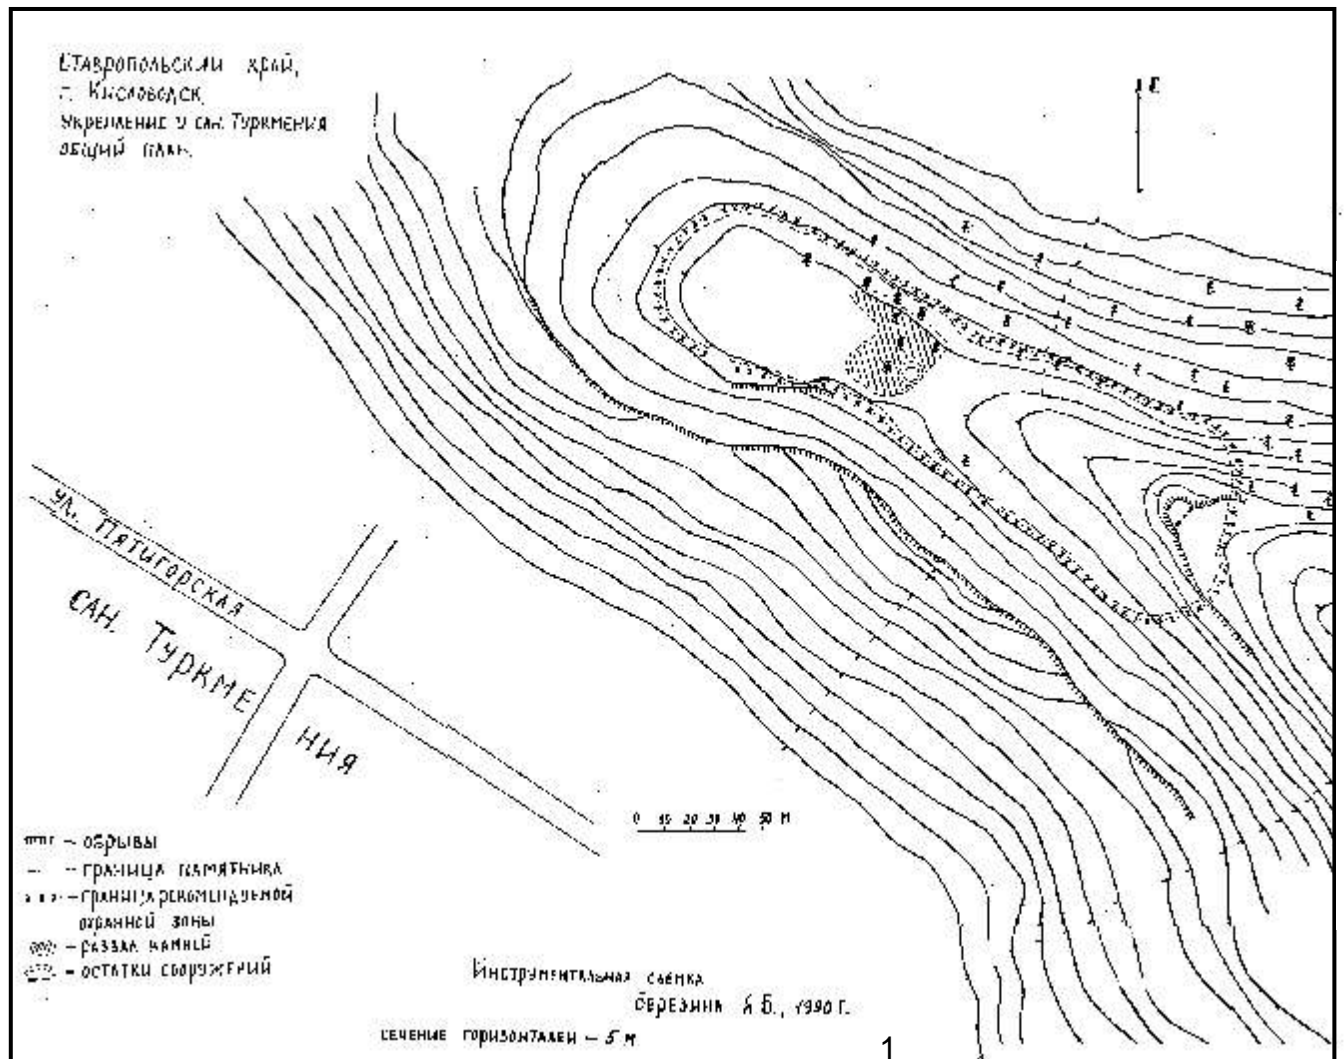 Ставропольский край,
г. Кисловодск
Укрепление у сан. Туркмения
общий план.
С
ул. Пятигорская
сан. Туркме
ния
0 10 20 30 40 50 м
- обрывы
- граница памятника
- граница рекомендуемой
охранной зоны
- развал камней
- остатки сооружений
Инструментальная съемка
Березина Я.Б., 1990 г.
сечение горизонталей – 5 м
1